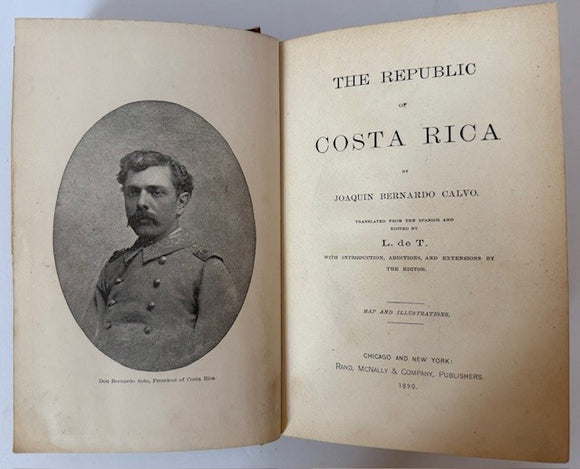 Don Bernardo Soto, President of Costa Rica
THE REPUBLIC
OF
COSTA RICA
BY
JOAQUIN BERNARDO CALVO.
TRANSLATED FROM THE SPANISH AND
EDITED BY
L. de T.
WITH INTRODUCTION, ADDITIONS, AND EXTENSIONS BY
THE EDITOR.
MAP AND ILLUSTRATIONS.
CHICAGO AND NEW YORK:
RAND, MCNALLY & COMPANY, PUBLISHERS.
1890.